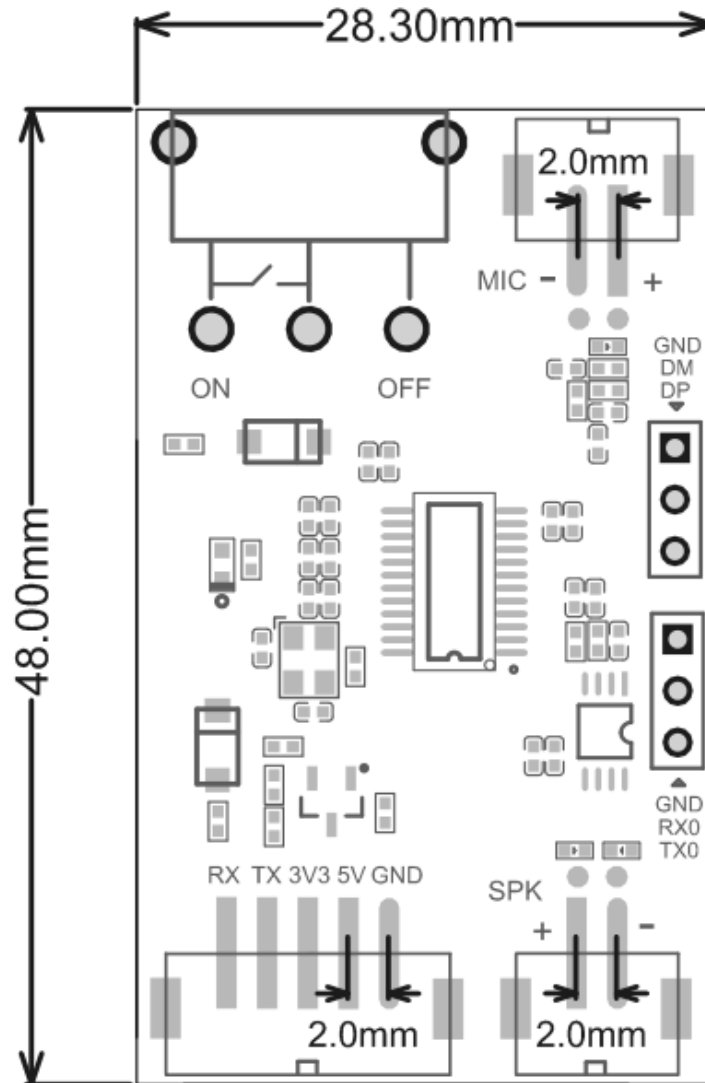 28.30mm
2.0mm
MIC - +
GND
DM
DP
ON OFF
48.00mm
GND
RX0
TX0
RX TX 3V3 5V GND
SPK
+ -
2.0mm
2.0mm